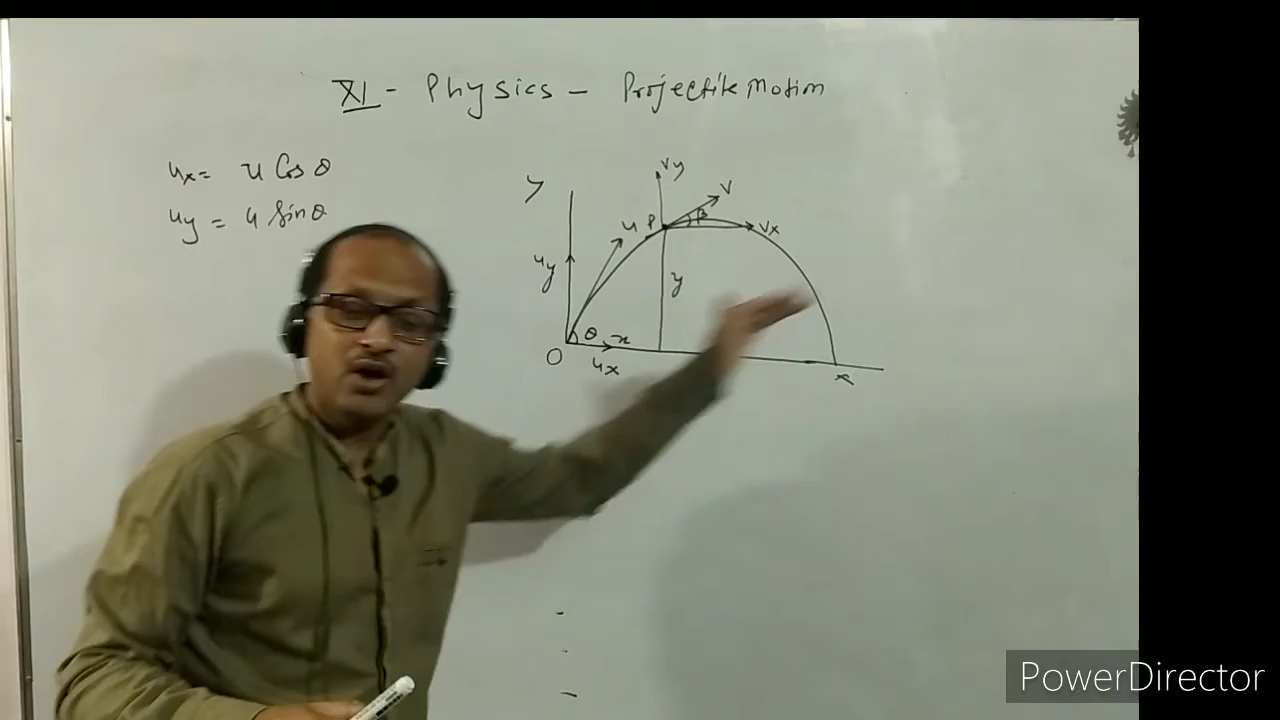 XI - Physics - Projectile Motion
ux = u Cos θ
uy = u Sin θ
y
vy
v
u
P
β
vx
uy
y
θ
x
O
ux
x
PowerDirector